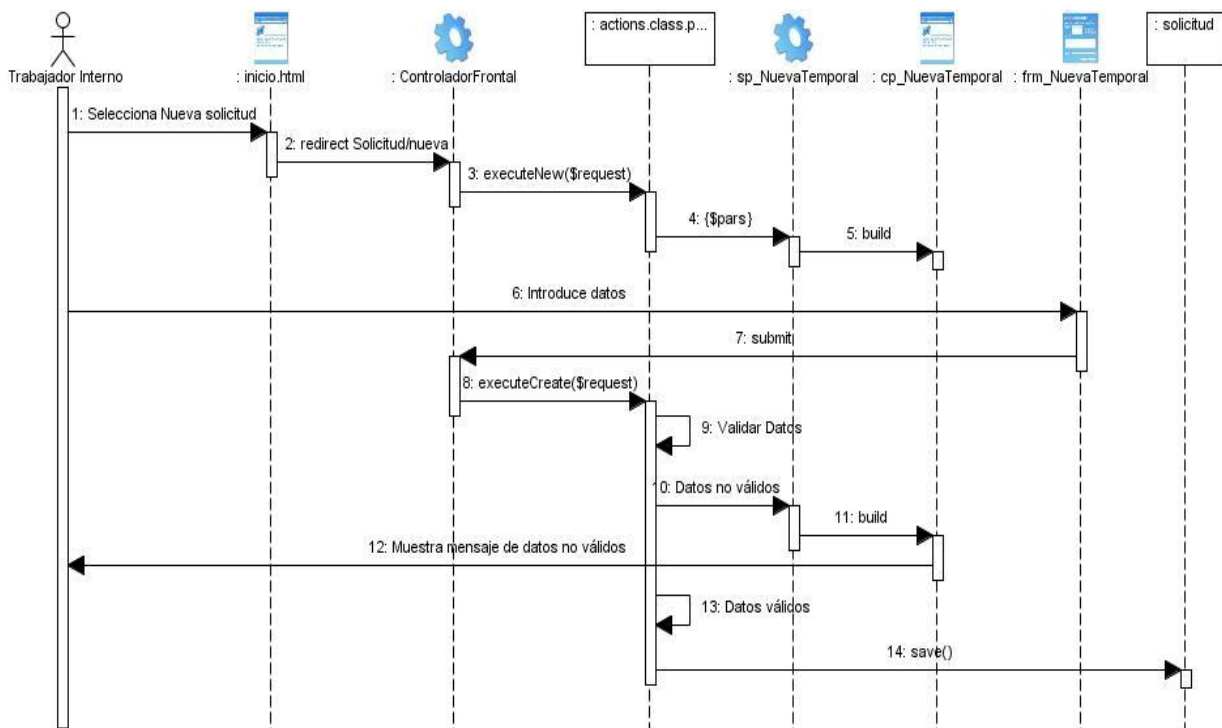 : actions.class.p...
: solicitud
Trabajador Interno
: inicio.html
: ControladorFrontal
: sp_NuevaTemporal
: cp_NuevaTemporal
: frm_NuevaTemporal
1: Selecciona Nueva solicitud
2: redirect Solicitud/nueva
3: executeNew($request)
4: {$pars}
5: build
6: Introduce datos
7: submit
8: executeCreate($request)
9: Validar Datos
10: Datos no válidos
11: build
12: Muestra mensaje de datos no válidos
13: Datos válidos
14: save()